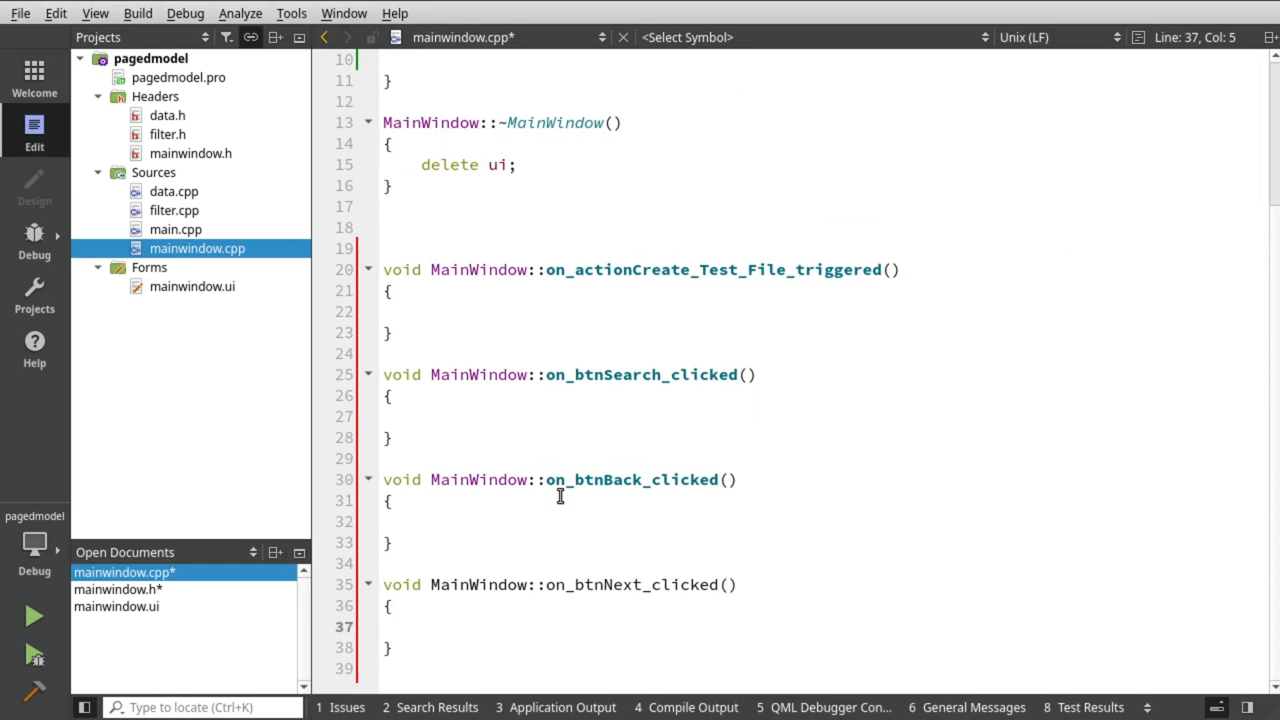 File Edit View Build Debug Analyze Tools Window Help
Projects mainwindow.cpp* <Select Symbol> Unix (LF) Line: 37, Col: 5
Welcome
Edit
Design
Debug
Projects
Help
pagedmodel
Debug
pagedmodel
pagedmodel.pro
Headers
data.h
filter.h
mainwindow.h
Sources
data.cpp
filter.cpp
main.cpp
mainwindow.cpp
Forms
mainwindow.ui
Open Documents
mainwindow.cpp*
mainwindow.h*
mainwindow.ui
10
11 }
12
13 MainWindow::~MainWindow()
14 {
15 delete ui;
16 }
17
18
19
20 void MainWindow::on_actionCreate_Test_File_triggered()
21 {
22
23 }
24
25 void MainWindow::on_btnSearch_clicked()
26 {
27
28 }
29
30 void MainWindow::on_btnBack_clicked()
31 {
32
33 }
34
35 void MainWindow::on_btnNext_clicked()
36 {
37
38 }
39
Type to locate (Ctrl+K) 1 Issues 2 Search Results 3 Application Output 4 Compile Output 5 QML Debugger Con... 6 General Messages 8 Test Results